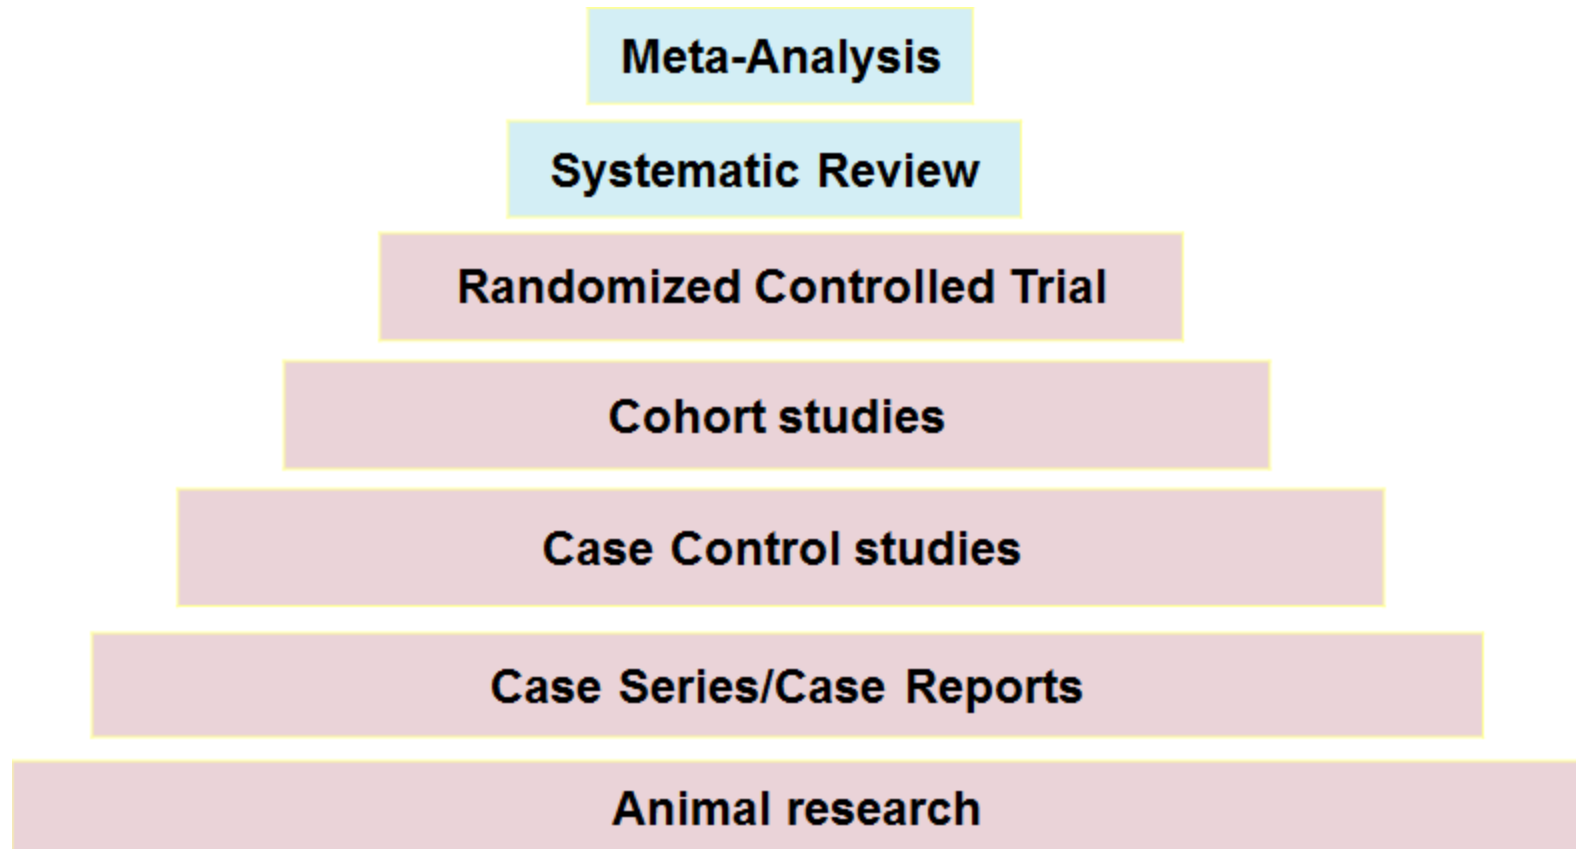 Meta-Analysis
Systematic Review
Randomized Controlled Trial
Cohort studies
Case Control studies
Case Series/Case Reports
Animal research